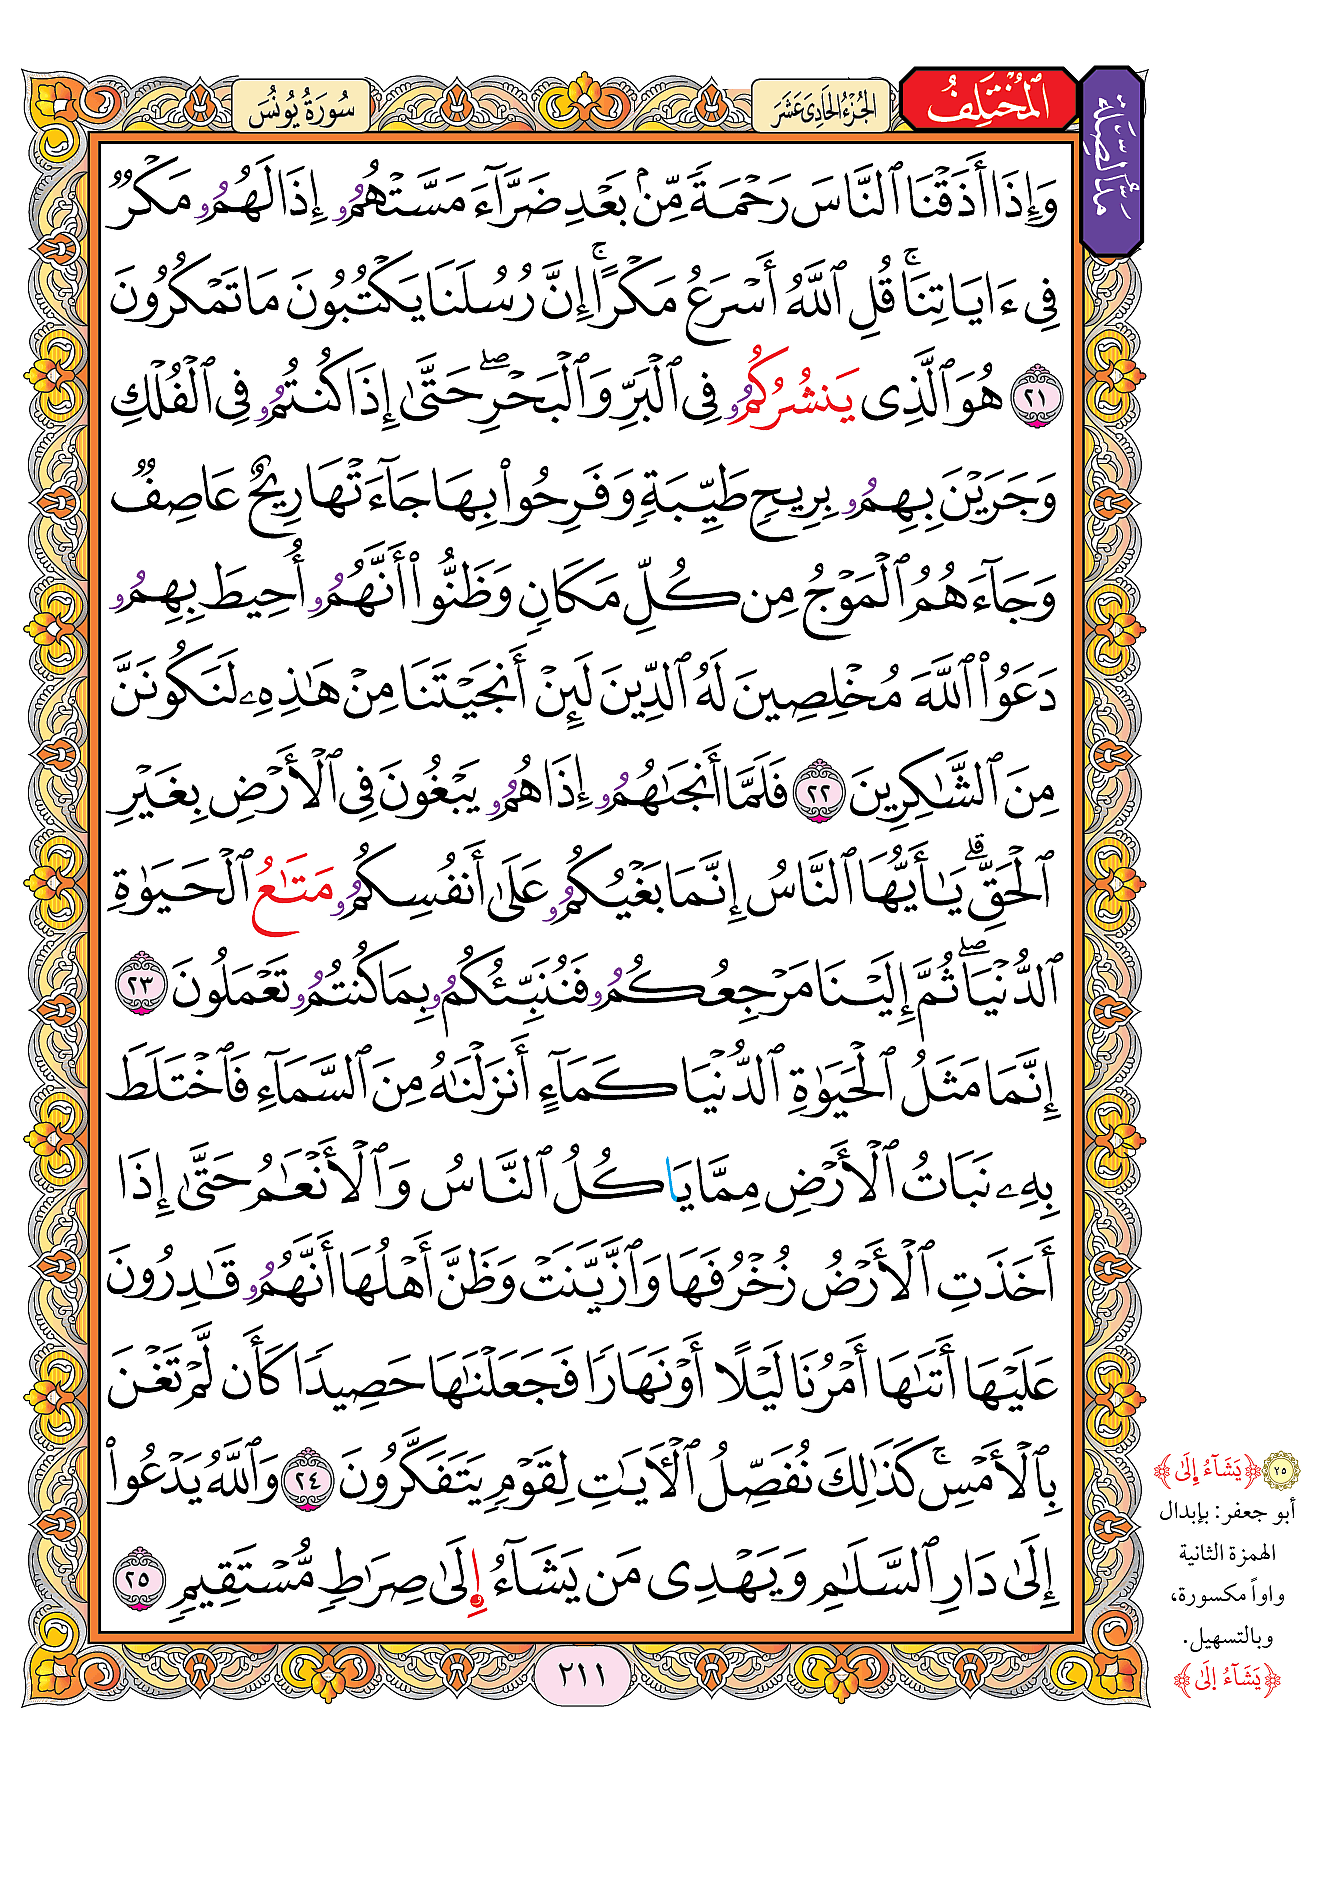 سُورَةُ يُونُسَ
الجُزْءُ الحَادِيَ عَشَرَ
ٱلْمُخْتَلِفُ
مَدُّ ٱلصِّلَة
وَإِذَا أَذَقْنَا ٱلنَّاسَ رَحْمَةً مِّنۢ بَعْدِ ضَرَّآءَ مَسَّتْهُمُۥ إِذَا لَهُمُۥ مَكْرٌ
فِى ءَايَاتِنَا ۚ قُلِ ٱللَّهُ أَسْرَعُ مَكْرًا ۚ إِنَّ رُسُلَنَا يَكْتُبُونَ مَا تَمْكُرُونَ
٢١ هُوَ ٱلَّذِى يَنشُرُكُمُۥ فِى ٱلْبَرِّ وَٱلْبَحْرِ ۖ حَتَّىٰ إِذَا كُنتُمُۥ فِى ٱلْفُلْكِ
وَجَرَيْنَ بِهِمُۥ بِرِيحٍ طَيِّبَةٍ وَفَرِحُوا۟ بِهَا جَآءَتْهَا رِيحٌ عَاصِفٌ
وَجَآءَهُمُ ٱلْمَوْجُ مِن كُلِّ مَكَانٍ وَظَنُّوٓا۟ أَنَّهُمُۥ أُحِيطَ بِهِمُۥ
دَعَوُا۟ ٱللَّهَ مُخْلِصِينَ لَهُ ٱلدِّينَ لَئِنْ أَنجَيْتَنَا مِنْ هَٰذِهِۦ لَنَكُونَنَّ
مِنَ ٱلشَّٰكِرِينَ ٢٢ فَلَمَّا أَنجَىٰهُمُۥ إِذَا هُمُۥ يَبْغُونَ فِى ٱلْأَرْضِ بِغَيْرِ
ٱلْحَقِّ ۗ يَٰأَيُّهَا ٱلنَّاسُ إِنَّمَا بَغْيُكُمُۥ عَلَىٰ أَنفُسِكُمُۥ مَتَٰعُ ٱلْحَيَوٰةِ
ٱلدُّنْيَا ۖ ثُمَّ إِلَيْنَا مَرْجِعُكُمُۥ فَنُنَبِّئُكُمُۥ بِمَا كُنتُمُۥ تَعْمَلُونَ ٢٣
إِنَّمَا مَثَلُ ٱلْحَيَوٰةِ ٱلدُّنْيَا كَمَآءٍ أَنزَلْنَٰهُ مِنَ ٱلسَّمَآءِ فَٱخْتَلَطَ
بِهِۦ نَبَاتُ ٱلْأَرْضِ مِمَّا يَاكُلُ ٱلنَّاسُ وَٱلْأَنْعَٰمُ حَتَّىٰ إِذَا
أَخَذَتِ ٱلْأَرْضُ زُخْرُفَهَا وَٱزَّيَّنَتْ وَظَنَّ أَهْلُهَا أَنَّهُمُۥ قَٰدِرُونَ
عَلَيْهَا أَتَىٰهَا أَمْرُنَا لَيْلًا أَوْ نَهَارًا فَجَعَلْنَٰهَا حَصِيدًا كَأَن لَّمْ تَغْنَ
بِٱلْأَمْسِ ۚ كَذَٰلِكَ نُفَصِّلُ ٱلْأٓيَٰتِ لِقَوْمٍ يَتَفَكَّرُونَ ٢٤ وَٱللَّهُ يَدْعُوا۟
إِلَىٰ دَارِ ٱلسَّلَٰمِ وَيَهْدِى مَن يَشَآءُ إِلَىٰ صِرَٰطٍ مُّسْتَقِيمٍ ٢٥
٢٥ ﴿يَشَآءُ إِلَىٰ﴾
أبو جعفر: بإبدال
الهمزة الثانية
واواً مكسورة،
وبالتسهيل.
﴿يَشَآءُ اِلَىٰ﴾
٢١١